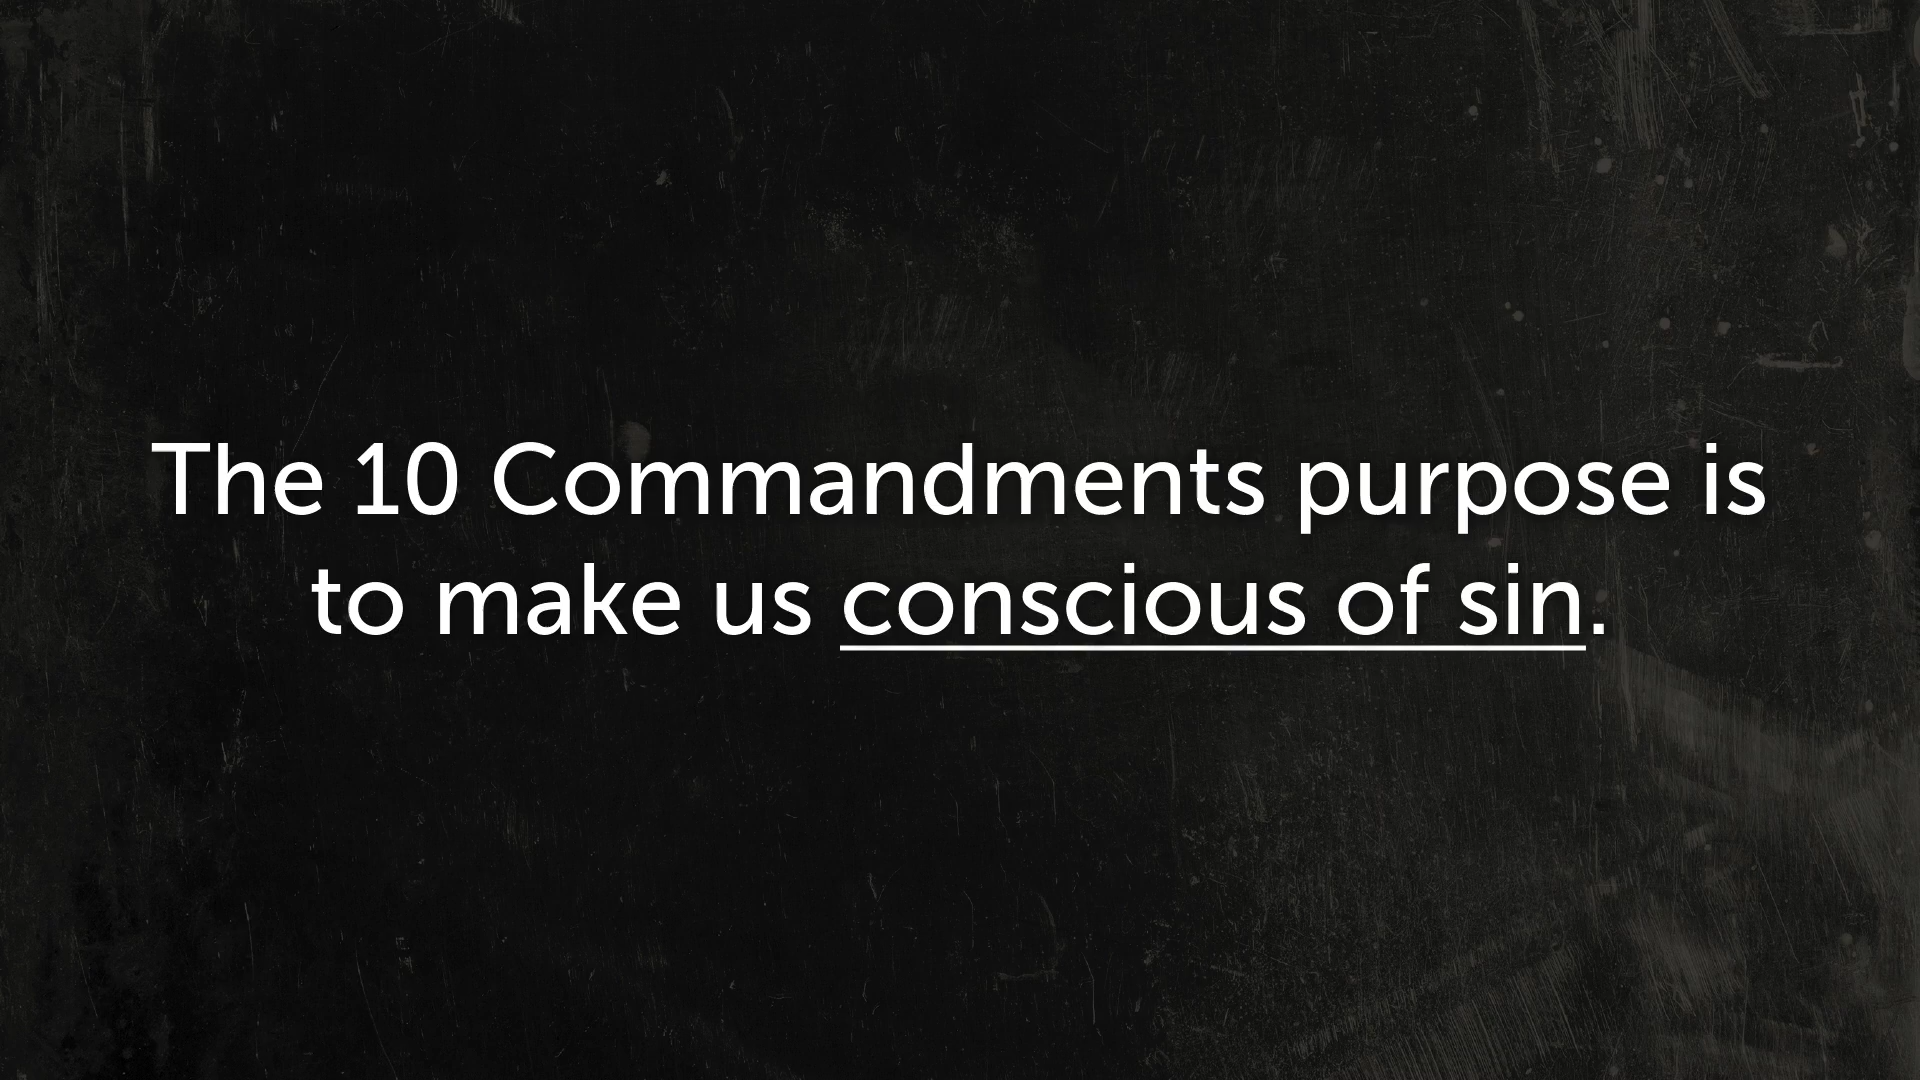 The 10 Commandments purpose is
to make us conscious of sin.